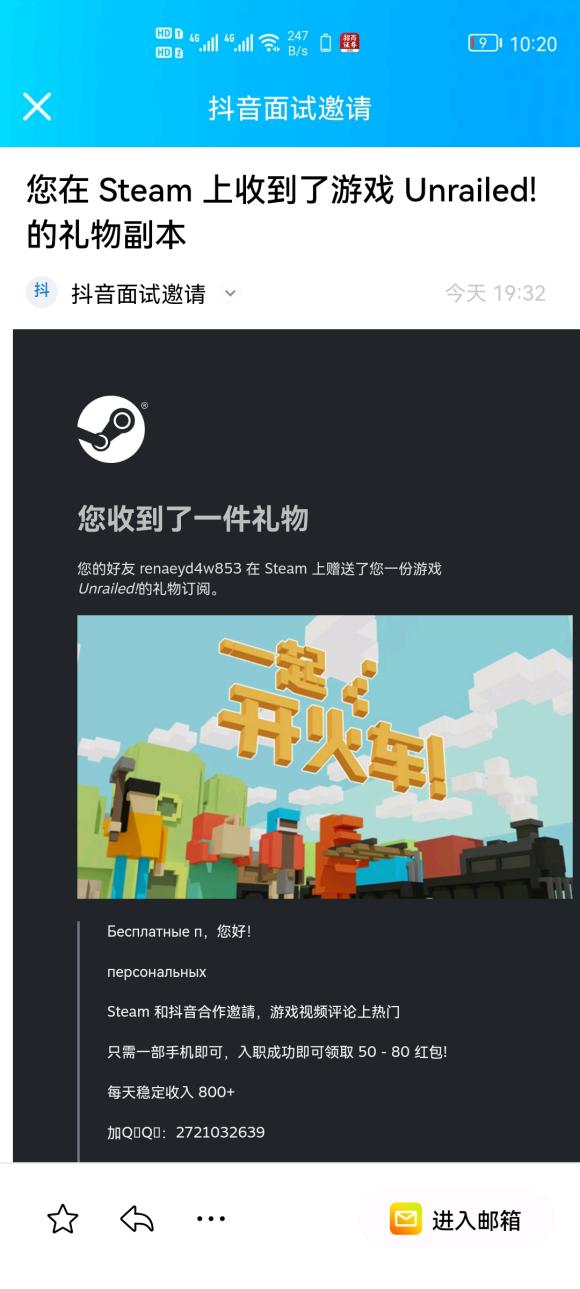 HD 1 4G 4G 247 9 10:20
HD 2 B/s 招商证券
抖音面试邀请
您在 Steam 上收到了游戏 Unrailed!
的礼物副本
抖 抖音面试邀请 今天 19:32
®
您收到了一件礼物
您的好友 renaeyd4w853 在 Steam 上赠送了您一份游戏
Unrailed!的礼物订阅。
一起
开火车!
Бесплатные п，您好！
персональных
Steam 和抖音合作邀請，游戏视频评论上热门
只需一部手机即可，入职成功即可领取 50 - 80 红包!
每天稳定收入 800+
加Q▯Q▯：2721032639
进入邮箱